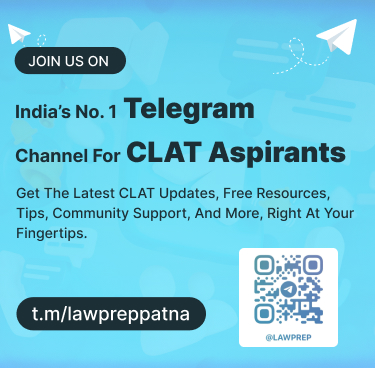 JOIN US ON
India's No. 1 Telegram
Channel For CLAT Aspirants
Get The Latest CLAT Updates, Free Resources,
Tips, Community Support, And More, Right At Your
Fingertips.
t.m/lawpreppatna
@LAWPREP